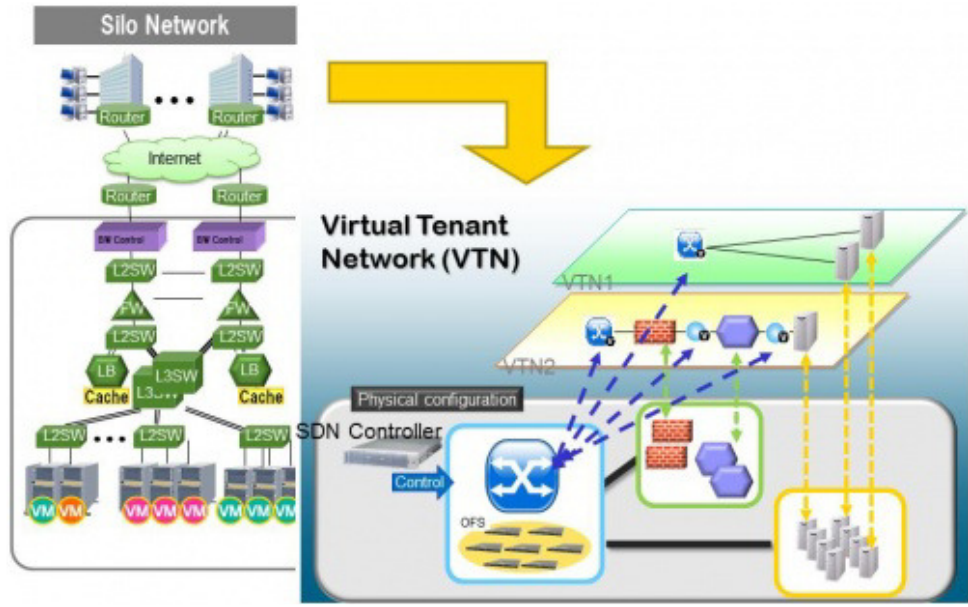 Silo Network
Router
Router
Internet
Router
Router
BW Control
BW Control
L2SW
L2SW
FW
FW
L2SW
L2SW
LB
L3SW
LB
Cache
L3SW
Cache
L2SW
L2SW
L2SW
VM VM VM VM VM VM VM VM
Virtual Tenant
Network (VTN)
VTN1
VTN2
Physical configuration
SDN Controller
Control
OFS